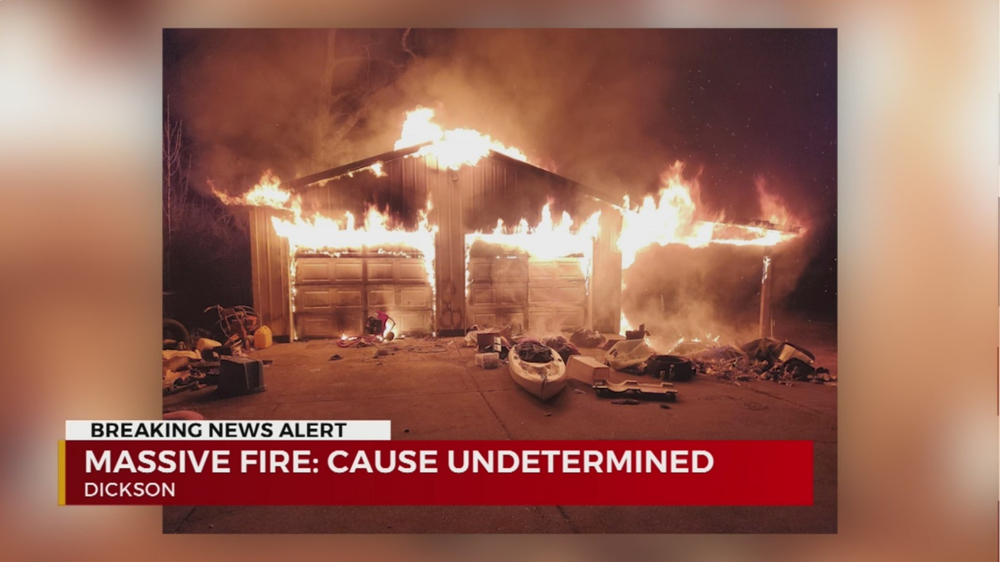 BREAKING NEWS ALERT
MASSIVE FIRE: CAUSE UNDETERMINED
DICKSON